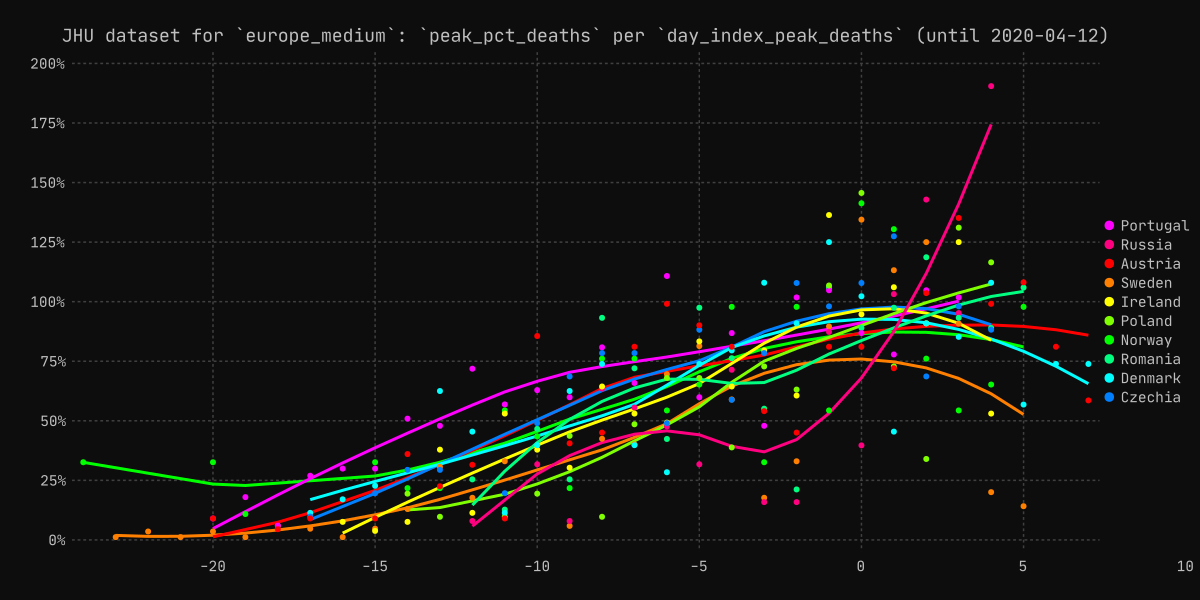 JHU dataset for `europe_medium`: `peak_pct_deaths` per `day_index_peak_deaths` (until 2020-04-12)
200%
175%
150%
125%
100%
75%
50%
25%
0%
-20
-15
-10
-5
0
5
10
Portugal
Russia
Austria
Sweden
Ireland
Poland
Norway
Romania
Denmark
Czechia